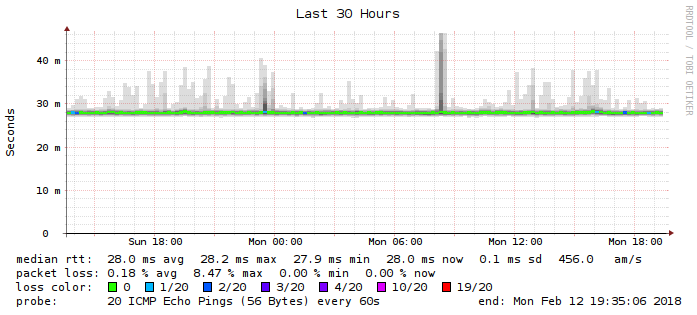 Last 30 Hours
RRDTOOL / TOBI OETIKER
Seconds
40 m
30 m
20 m
10 m
0
Sun 18:00 Mon 00:00 Mon 06:00 Mon 12:00 Mon 18:00
median rtt: 28.0 ms avg 28.2 ms max 27.9 ms min 28.0 ms now 0.1 ms sd 456.0 am/s
packet loss: 0.18 % avg 8.47 % max 0.00 % min 0.00 % now
loss color: 0 1/20 2/20 3/20 4/20 10/20 19/20
probe: 20 ICMP Echo Pings (56 Bytes) every 60s end: Mon Feb 12 19:35:06 2018